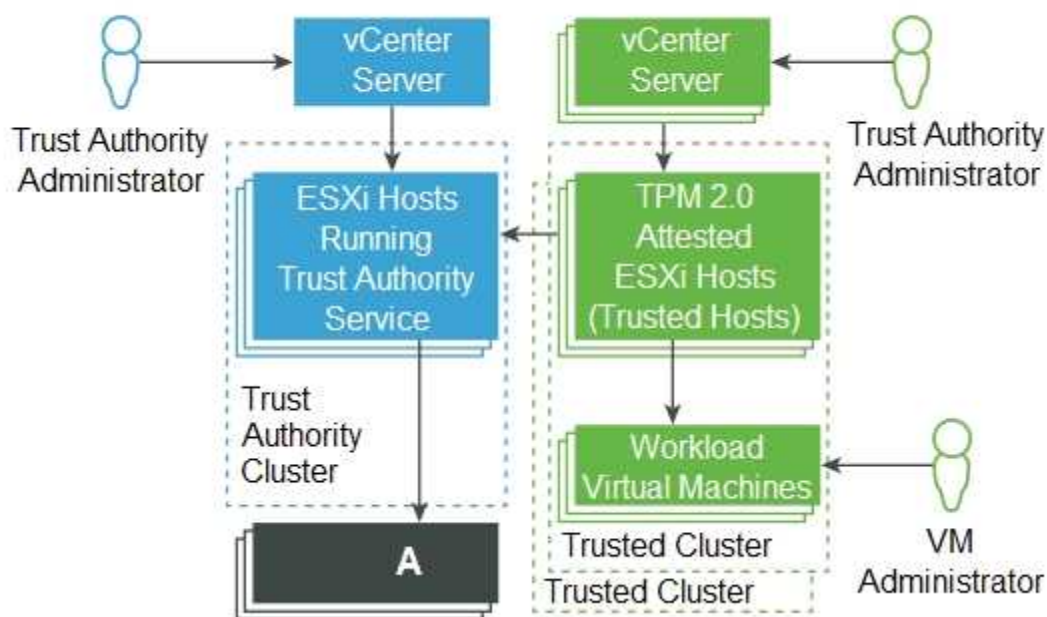 vCenter
Server
vCenter
Server
Trust Authority
Administrator
Trust Authority
Administrator
ESXi Hosts
Running
Trust Authority
Service
TPM 2.0
Attested
ESXi Hosts
(Trusted Hosts)
Trust
Authority
Cluster
Workload
Virtual Machines
Trusted Cluster
Trusted Cluster
VM
Administrator
A